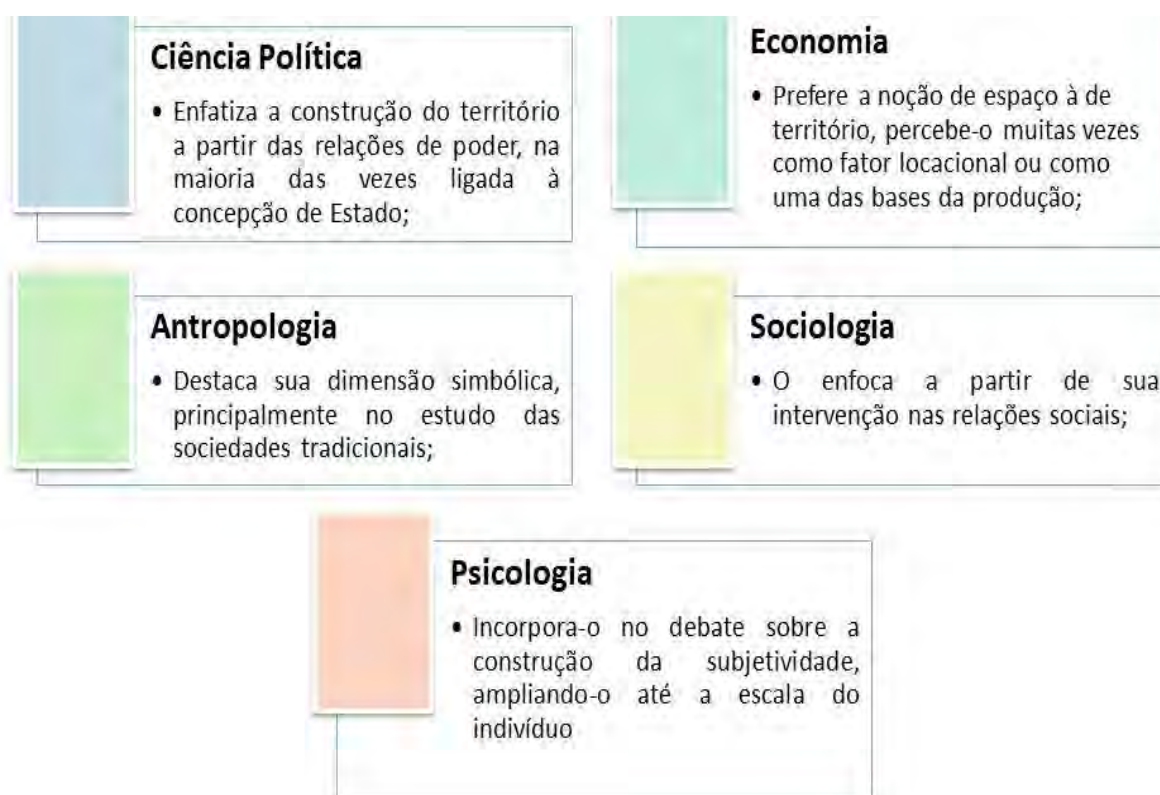 Ciência Política
• Enfatiza a construção do território
a partir das relações de poder, na
maioria das vezes ligada à
concepção de Estado;
Economia
• Prefere a noção de espaço à de
território, percebe-o muitas vezes
como fator locacional ou como
uma das bases da produção;
Antropologia
• Destaca sua dimensão simbólica,
principalmente no estudo das
sociedades tradicionais;
Sociologia
• O enfoca a partir de sua
intervenção nas relações sociais;
Psicologia
• Incorpora-o no debate sobre a
construção da subjetividade,
ampliando-o até a escala do
indivíduo